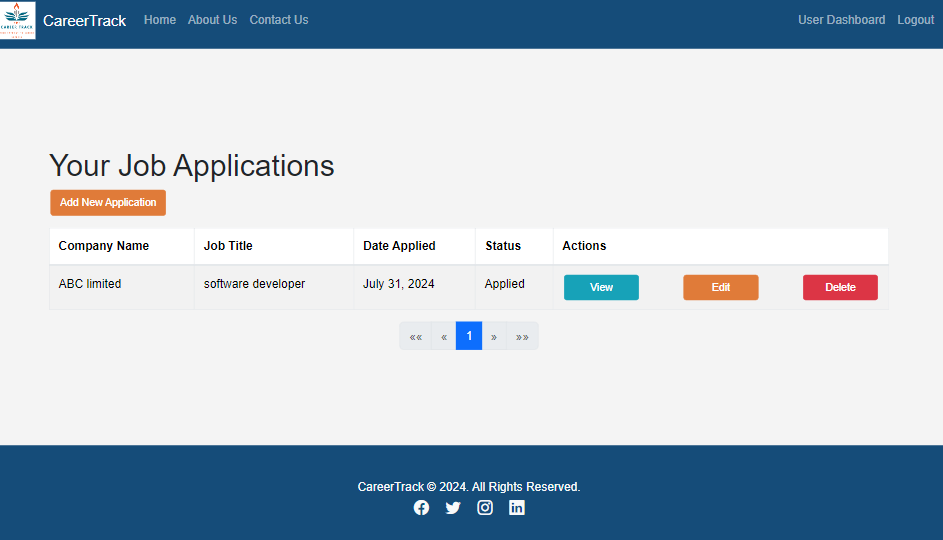 CAREER TRACK
CareerTrack Home About Us Contact Us User Dashboard Logout
Your Job Applications
Add New Application
Company Name Job Title Date Applied Status Actions
ABC limited software developer July 31, 2024 Applied View Edit Delete
«« « 1 » »»
CareerTrack © 2024. All Rights Reserved.